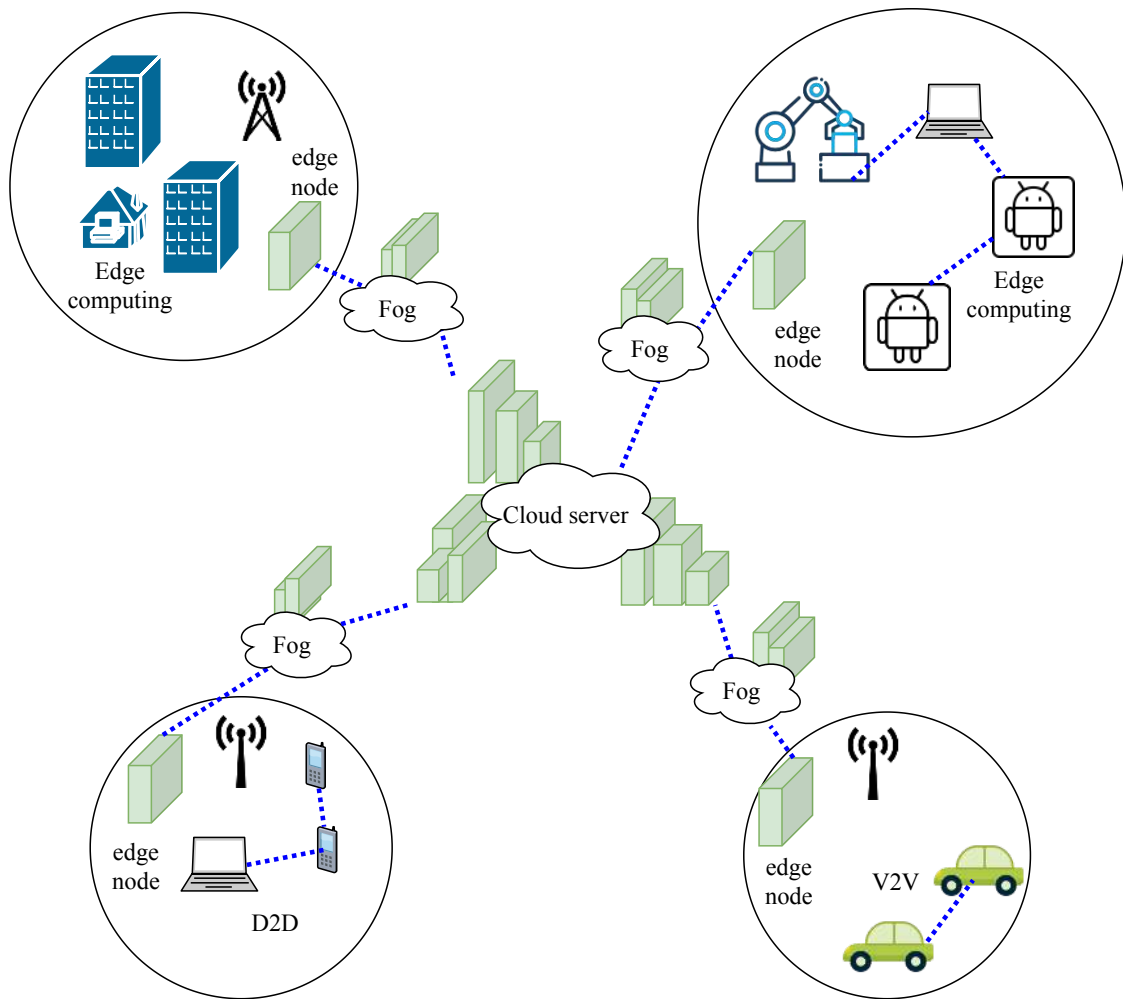 edge
node
Edge
computing
Fog
Edge
computing
edge
node
Fog
Cloud server
Fog
edge
node
D2D
Fog
edge
node
V2V